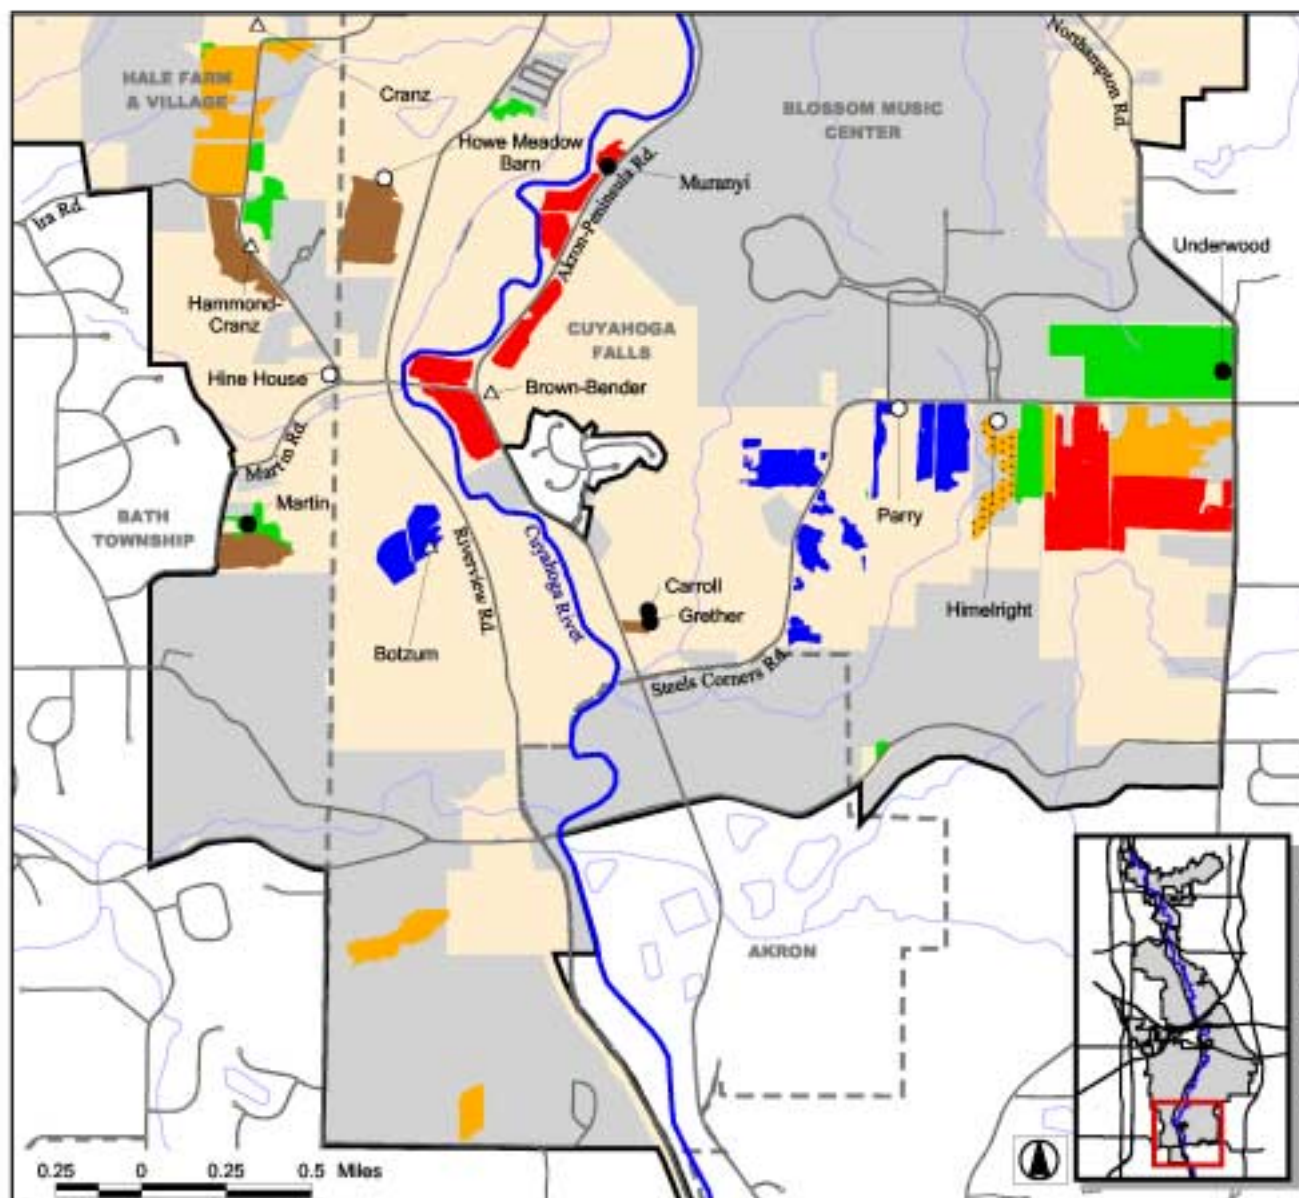 Northampton Rd.
HALE FARM
& VILLAGE
Cranz
BLOSSOM MUSIC
CENTER
Howe Meadow
Barn
Muranyi
Ira Rd.
Akron-Peninsula Rd.
Underwood
Hammond-
Cranz
CUYAHOGA
FALLS
Hine House
Brown-Bender
Martin Rd.
Martin
BATH
TOWNSHIP
Parry
Riverview Rd.
Cuyahoga River
Carroll
Grether
Himelright
Botzum
Steels Corners Rd.
AKRON
0.25 0 0.25 0.5 Miles